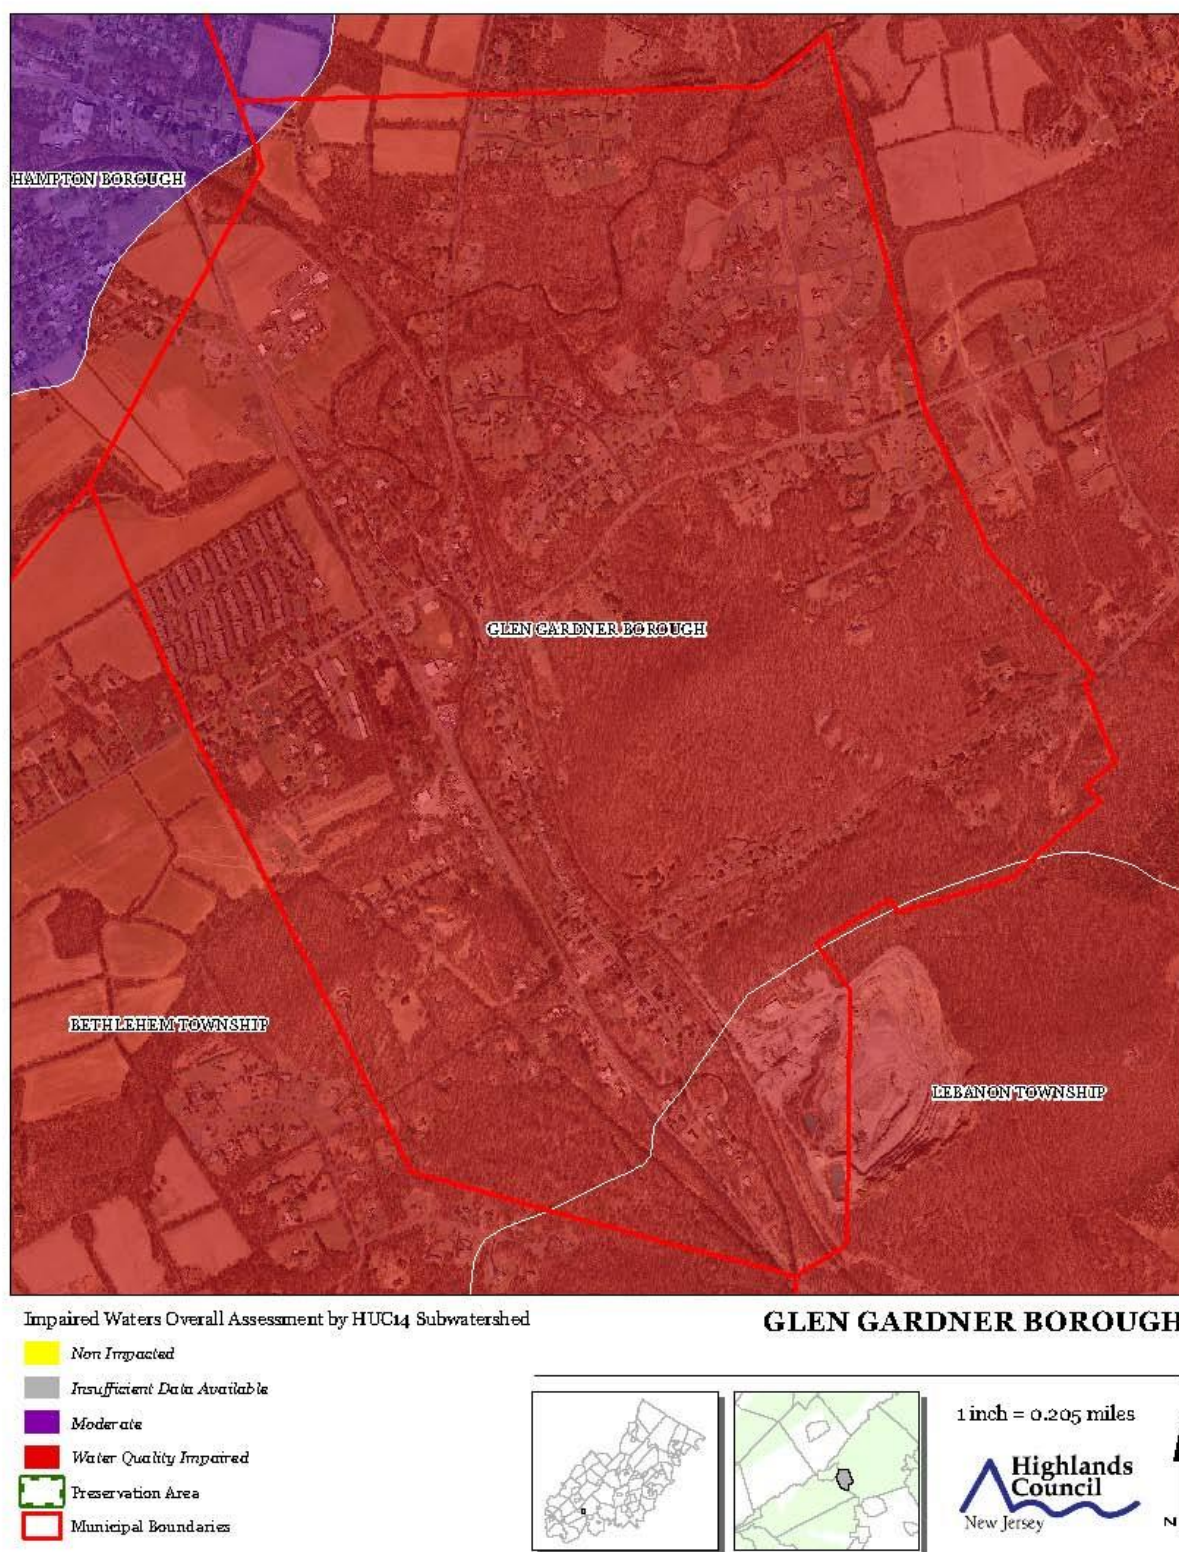 HAMPTON BOROUGH
GLEN GARDNER BOROUGH
BETHLEHEM TOWNSHIP
LEBANON TOWNSHIP
Impaired Waters Overall Assessment by HUC14 Subwatershed
Non Impacted
Insufficient Data Available
Moderate
Water Quality Impaired
Preservation Area
Municipal Boundaries
GLEN GARDNER BOROUGH
1 inch = 0.205 miles
Highlands
Council
New Jersey
N